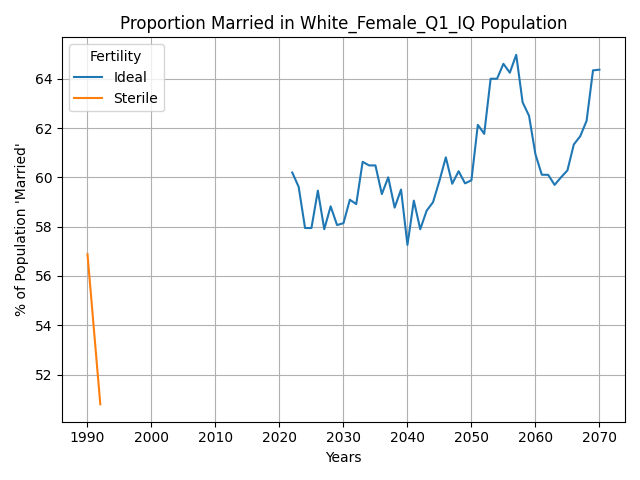 Proportion Married in White_Female_Q1_IQ Population
Fertility
Ideal
Sterile
% of Population 'Married'
64
62
60
58
56
54
52
1990
2000
2010
2020
2030
2040
2050
2060
2070
Years